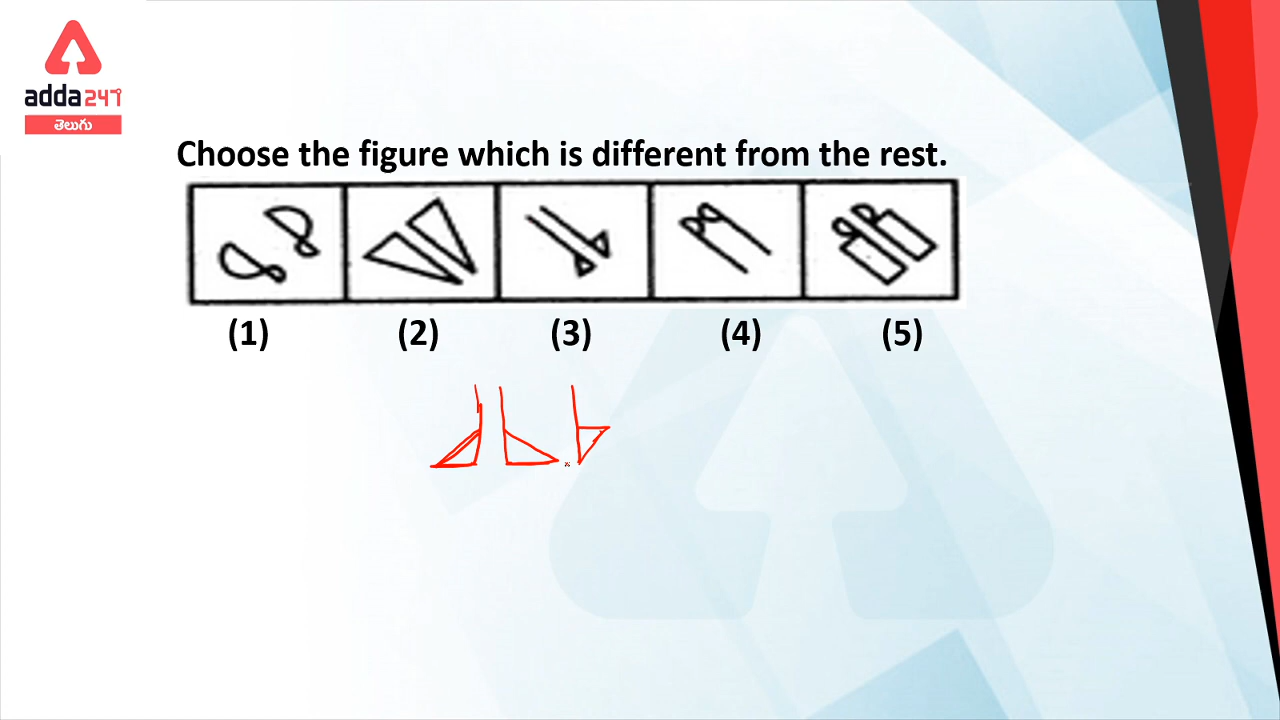 adda247
తెలుగు
Choose the figure which is different from the rest.
(1) (2) (3) (4) (5)